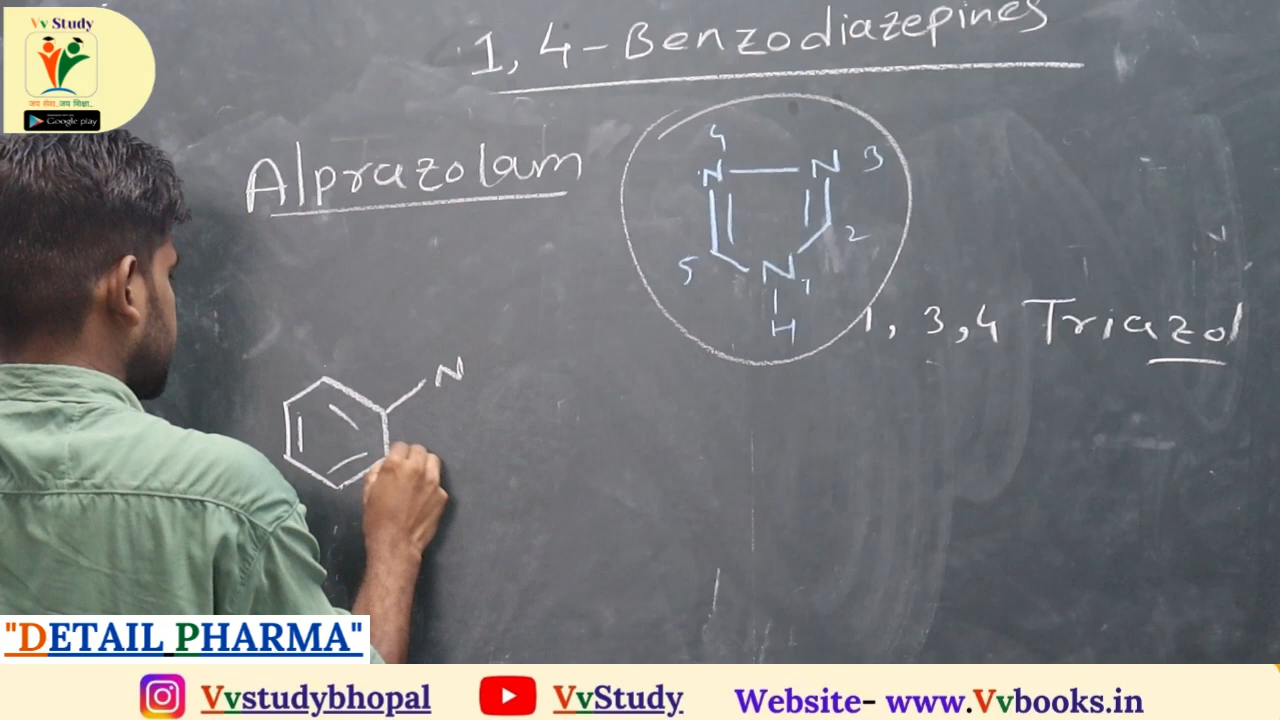 Vv Study
जय सेवा..जय शिक्षा..
Google play
1, 4-Benzodiazepines
Alprazolam
4
N N 3
2
5 N 1
H
1, 3, 4 Triazol
N
"DETAIL PHARMA"
Vvstudybhopal VvStudy Website- www.Vvbooks.in